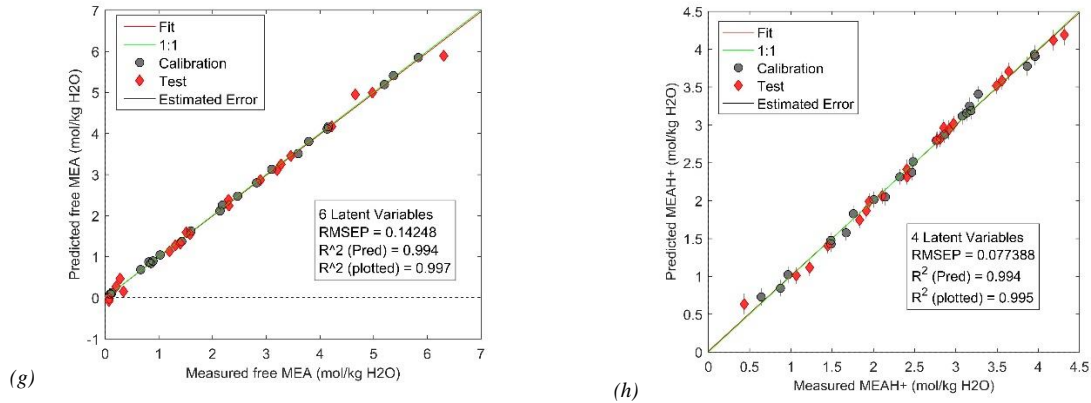 Fit
1:1
Calibration
Test
Estimated Error
7
6
5
4
3
2
1
0
-1
Predicted free MEA (mol/kg H2O)
6 Latent Variables
RMSEP = 0.14248
R^2 (Pred) = 0.994
R^2 (plotted) = 0.997
0 1 2 3 4 5 6 7
Measured free MEA (mol/kg H2O)
(g)
Fit
1:1
Calibration
Test
Estimated Error
4.5
4
3.5
3
2.5
2
1.5
1
0.5
0
Predicted MEAH+ (mol/kg H2O)
4 Latent Variables
RMSEP = 0.077388
R² (Pred) = 0.994
R² (plotted) = 0.995
0 0.5 1 1.5 2 2.5 3 3.5 4 4.5
Measured MEAH+ (mol/kg H2O)
(h)